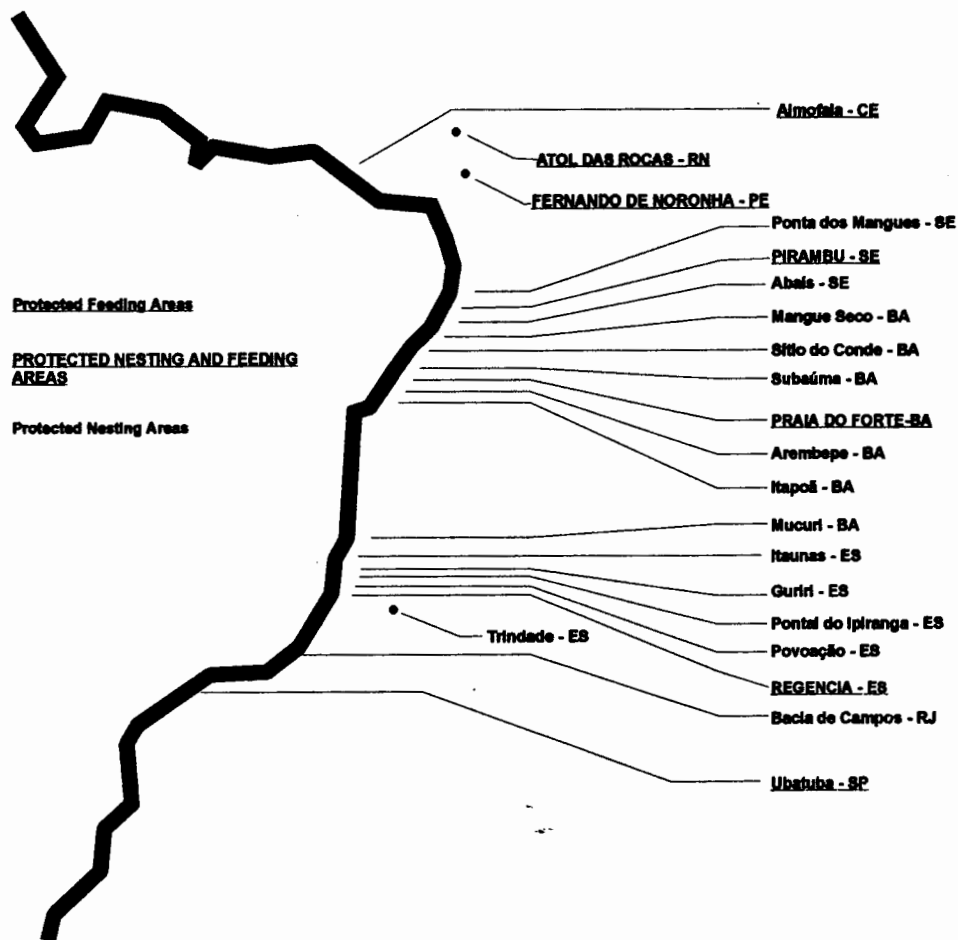 Almofala - CE
ATOL DAS ROCAS - RN
FERNANDO DE NORONHA - PE
Ponta dos Mangues - SE
PIRAMBU - SE
Abaís - SE
Mangue Seco - BA
Sítio do Conde - BA
Subaúma - BA
PRAIA DO FORTE-BA
Arembepe - BA
Itapoã - BA
Mucuri - BA
Itaunas - ES
Guriri - ES
Pontal do Ipiranga - ES
Povoação - ES
REGENCIA - ES
Bacia de Campos - RJ
Ubatuba - SP
Trindade - ES
Protected Feeding Areas
PROTECTED NESTING AND FEEDING
AREAS
Protected Nesting Areas